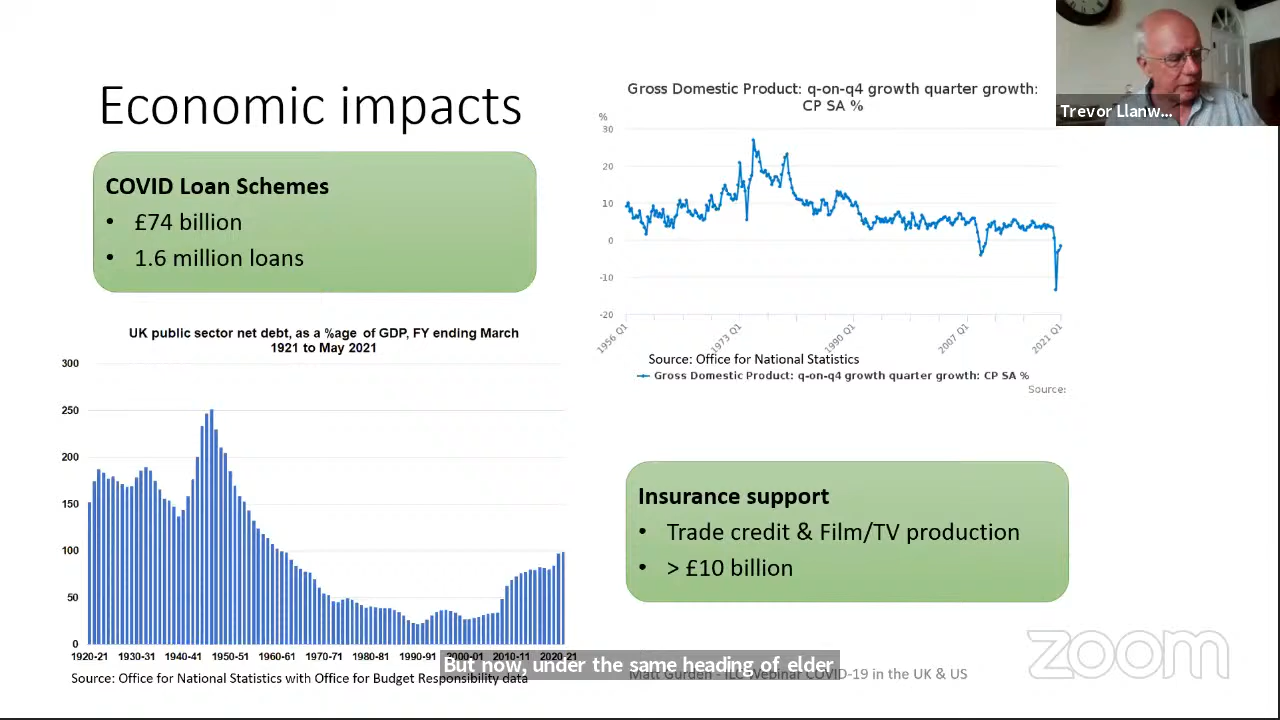 Economic impacts
COVID Loan Schemes
• £74 billion
• 1.6 million loans
UK public sector net debt, as a %age of GDP, FY ending March
1921 to May 2021
300
250
200
150
100
50
0
1920-21 1930-31 1940-41 1950-51 1960-61 1970-71 1980-81 1990-91 2000-01 2010-11 2020-21
Source: Office for National Statistics with Office for Budget Responsibility data
Gross Domestic Product: q-on-q4 growth quarter growth:
CP SA %
%
30
20
10
0
-10
-20
1956 Q1 1973 Q1 1990 Q1 2007 Q1 2021 Q1
Source: Office for National Statistics
Gross Domestic Product: q-on-q4 growth quarter growth: CP SA %
Source:
Insurance support
• Trade credit & Film/TV production
• > £10 billion
Trevor Llanw...
But now, under the same heading of elder
Matt Gurden - ILC Webinar COVID-19 in the UK & US
zoom